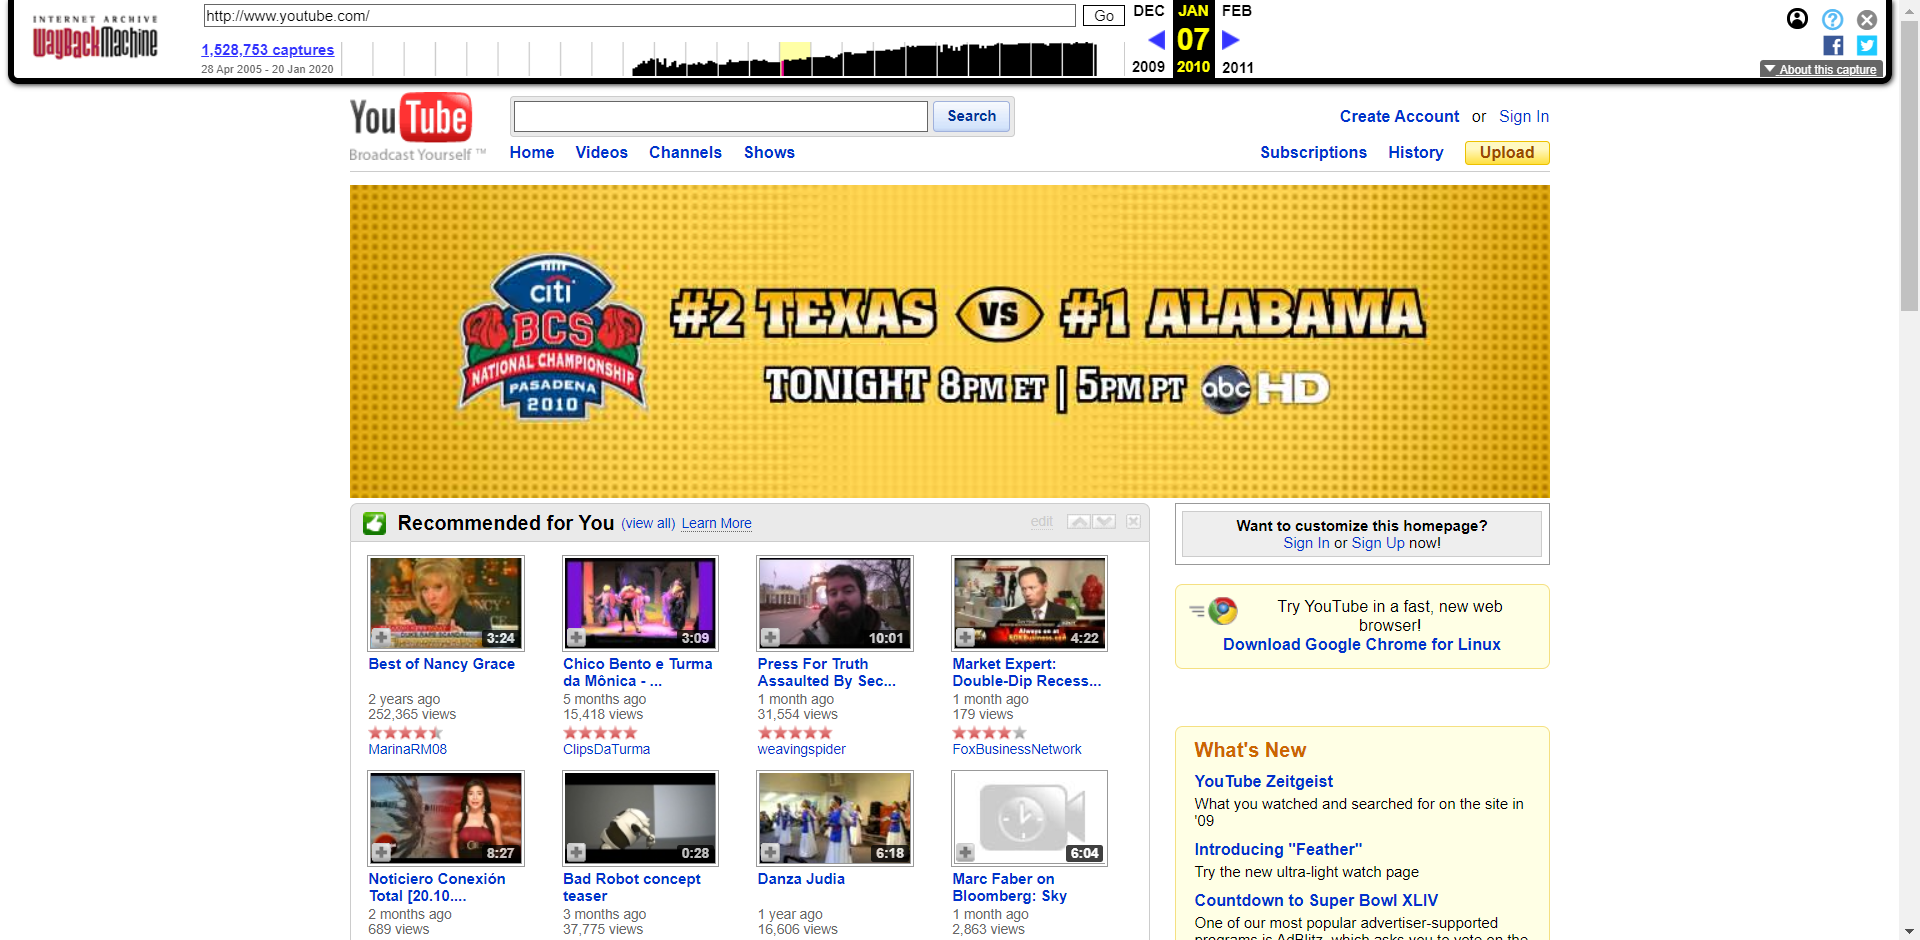 INTERNET ARCHIVE
WayBackMachine
http://www.youtube.com/
Go
DEC
JAN
FEB
1,528,753 captures
07
28 Apr 2005 - 20 Jan 2020
2009
2010
2011
About this capture
YouTube
Broadcast Yourself ™
Search
Create Account or Sign In
Home Videos Channels Shows
Subscriptions History Upload
citi
BCS
NATIONAL CHAMPIONSHIP
PASADENA
2010
#2 TEXAS VS #1 ALABAMA
TONIGHT 8PM ET | 5PM PT abc HD
Recommended for You (view all) Learn More
edit
3:24
3:09
10:01
4:22
Best of Nancy Grace
2 years ago
252,365 views
MarinaRM08
Chico Bento e Turma
da Mônica - ...
5 months ago
15,418 views
ClipsDaTurma
Press For Truth
Assaulted By Sec...
1 month ago
31,554 views
weavingspider
Market Expert:
Double-Dip Recess...
1 month ago
179 views
FoxBusinessNetwork
8:27
0:28
6:18
6:04
Noticiero Conexión
Total [20.10....
2 months ago
689 views
Bad Robot concept
teaser
3 months ago
37,775 views
Danza Judia
1 year ago
16,606 views
Marc Faber on
Bloomberg: Sky
1 month ago
2,863 views
Want to customize this homepage?
Sign In or Sign Up now!
Try YouTube in a fast, new web
browser!
Download Google Chrome for Linux
What's New
YouTube Zeitgeist
What you watched and searched for on the site in
'09
Introducing "Feather"
Try the new ultra-light watch page
Countdown to Super Bowl XLIV
One of our most popular advertiser-supported
programs is AdBlitz, which asks you to vote on the